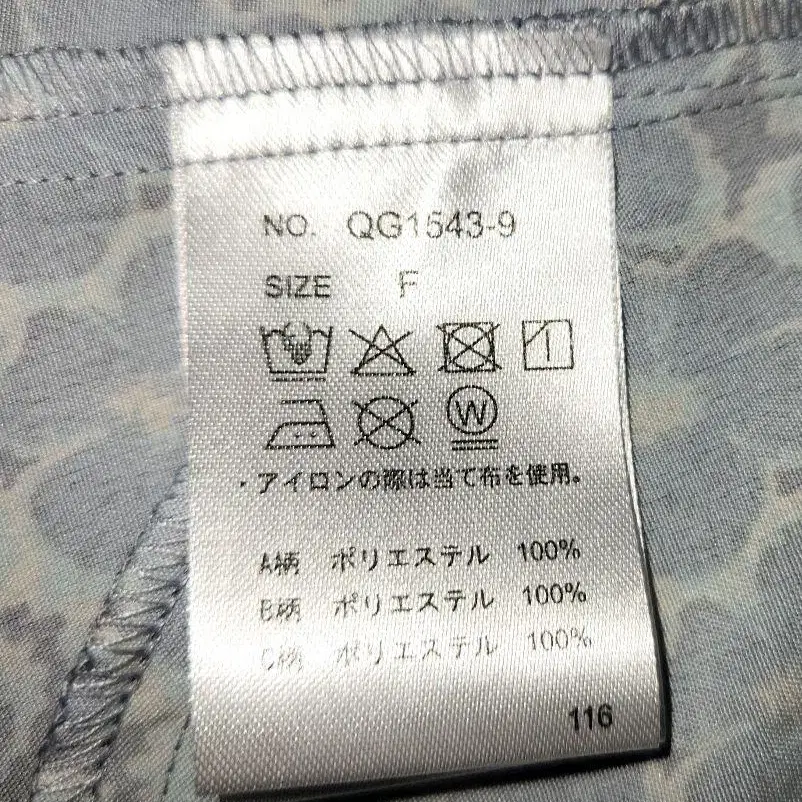 NO. QG1543-9
SIZE F
W
・アイロンの際は当て布を使用。
A柄 ポリエステル 100%
B柄 ポリエステル 100%
C柄 ポリエステル 100%
116